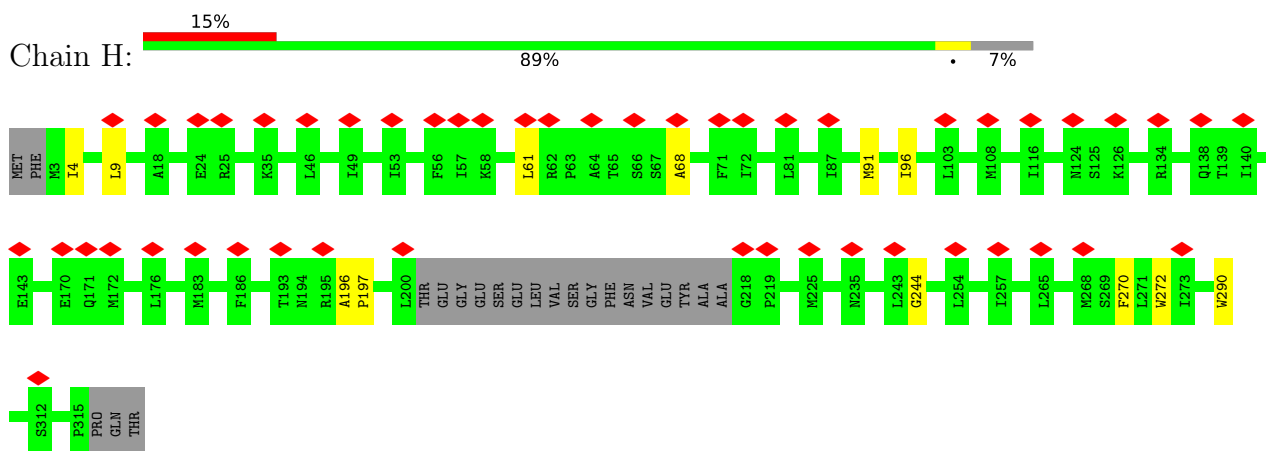 15%
Chain H:
89% • 7%
MET PHE M3 I4 L9 A18 E24 R25 K35 L46 I49 I53 F56 I57 K58 L61 R62 P63 A64 T65 S66 S67 A68 F71 I72 L81 I87 M91 I96 L103 M108 I116 N124 S125 K126 R134 Q138 T139 I140
E143 E170 Q171 M172 L176 M183 F186 T193 N194 R195 A196 P197 L200 THR GLU GLY GLU SER GLU LEU VAL SER GLY PHE ASN VAL GLU TYR ALA ALA G218 P219 M225 N235 L243 G244 L254 I257 L265 M268 S269 F270 L271 W272 I273 W290
S312 P315 PRO GLN THR